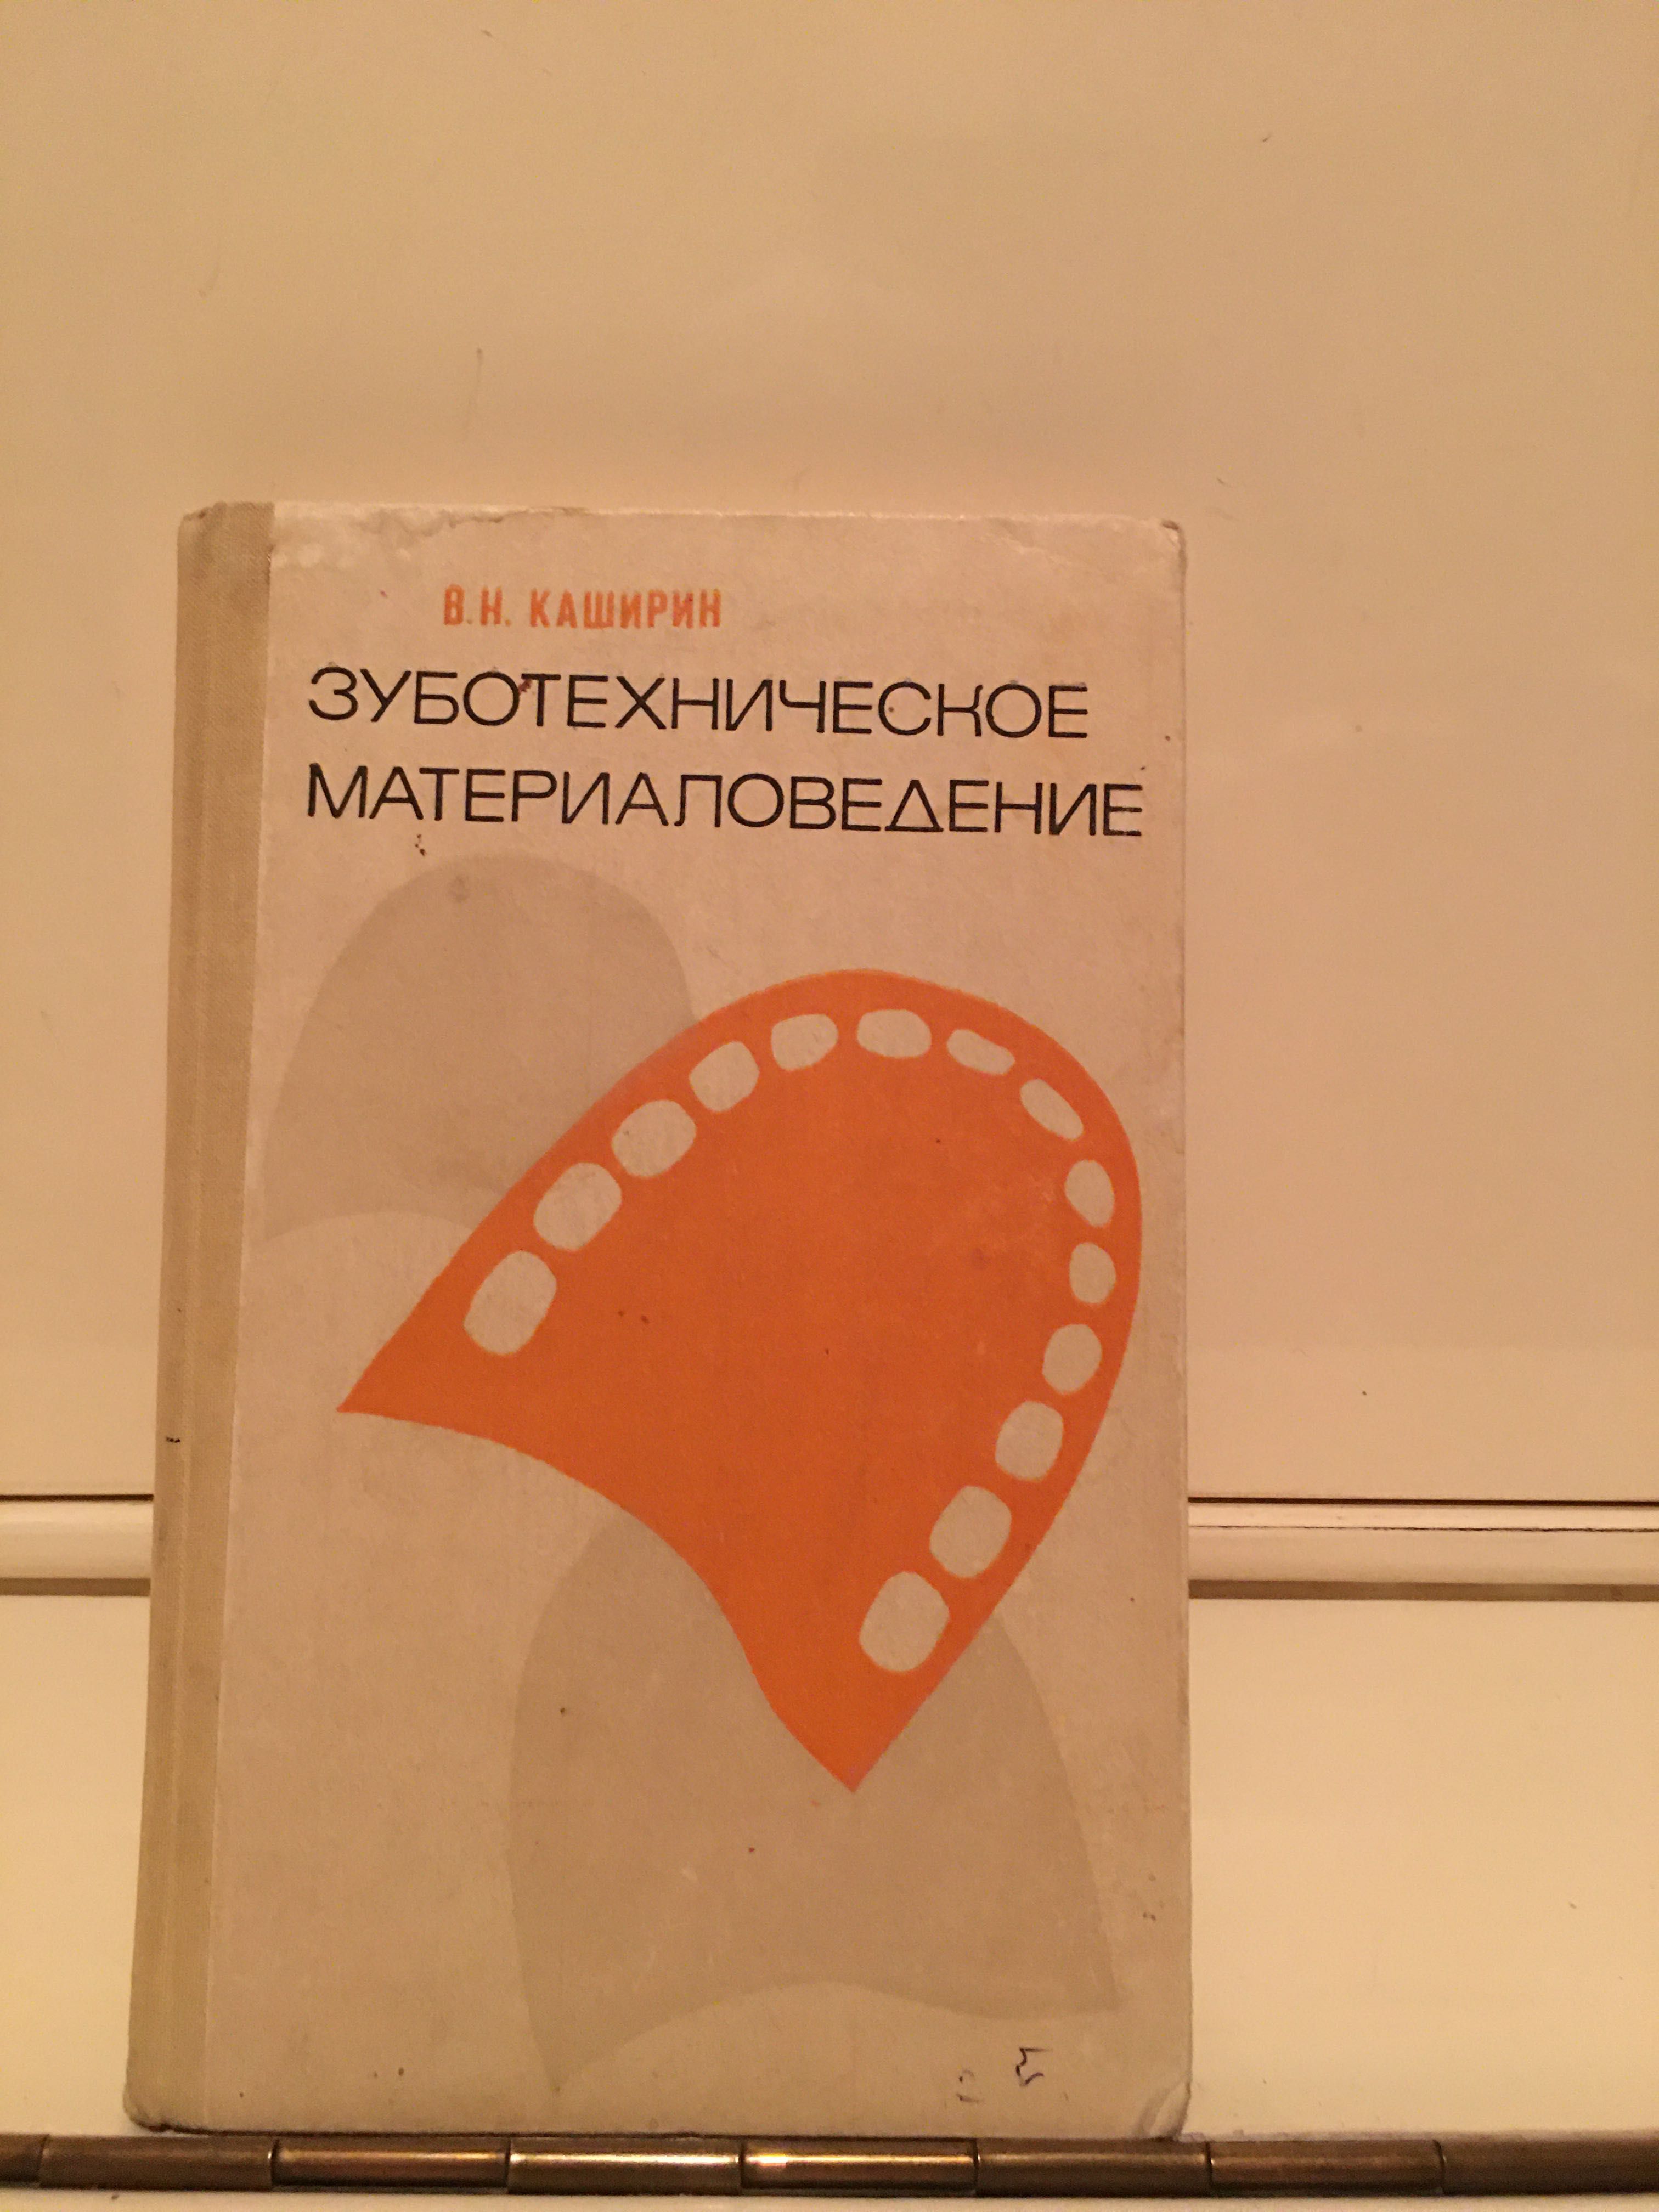 В.Н. КАШИРИН
ЗУБОТЕХНИЧЕСКОЕ
МАТЕРИАЛОВЕДЕНИЕ